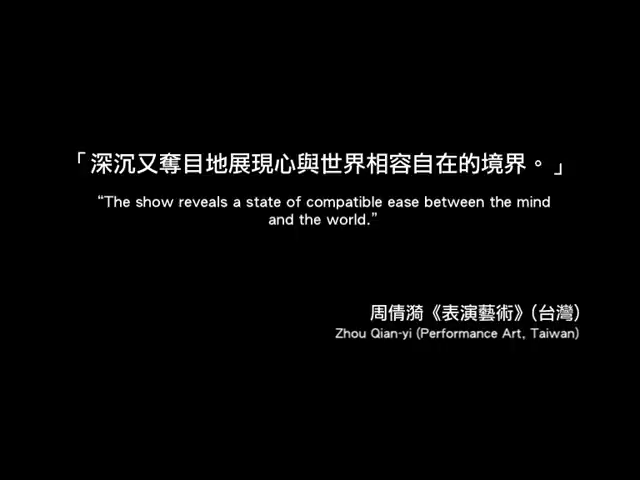 「深沉又奪目地展現心與世界相容自在的境界。」
“The show reveals a state of compatible ease between the mind
and the world.”
周倩漪《表演藝術》(台灣)
Zhou Qian-yi (Performance Art, Taiwan)